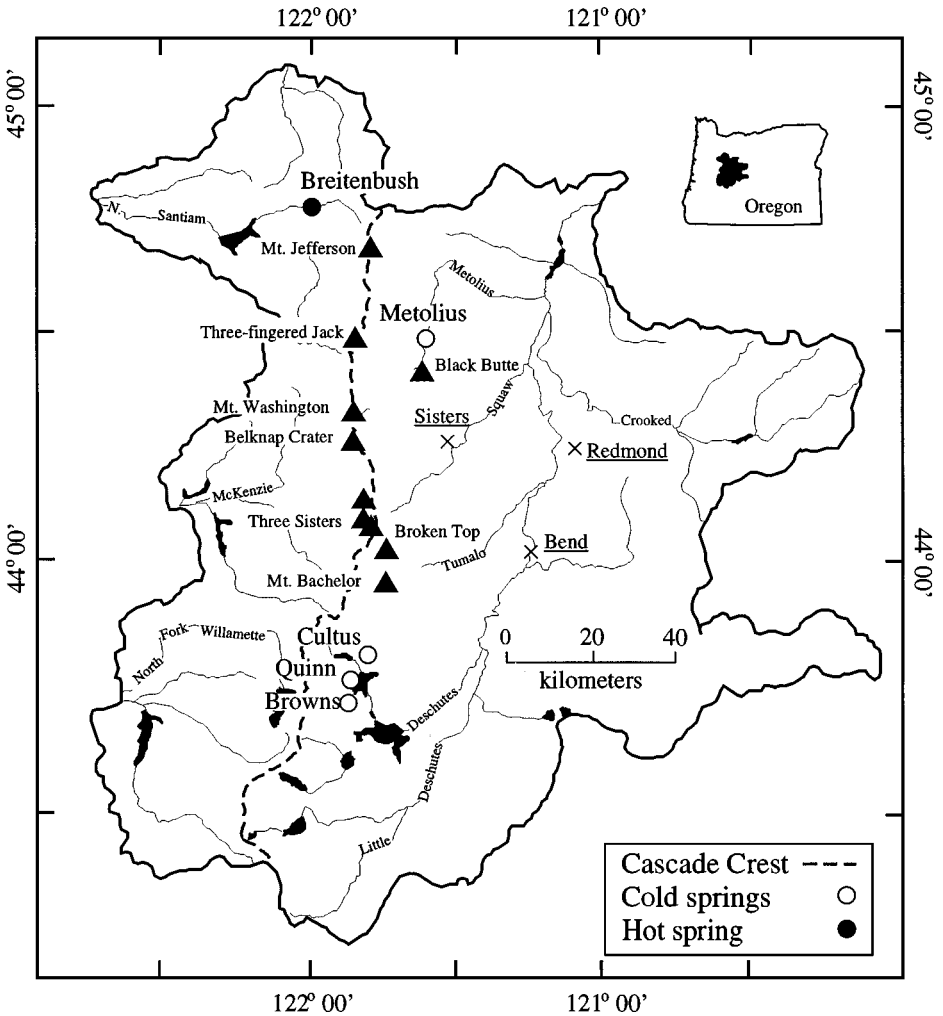 122° 00'
121° 00'
45° 00'
45° 00'
Oregon
Breitenbush
N.
Santiam
Mt. Jefferson
Metolius
Metolius
Three-fingered Jack
Black Butte
Squaw
Mt. Washington
Sisters
Belknap Crater
Crooked
Redmond
McKenzie
Three Sisters
Broken Top
Tumalo
Bend
44° 00'
44° 00'
Mt. Bachelor
North Fork Willamette
Cultus
0 20 40
kilometers
Quinn
Browns
Deschutes
Little Deschutes
Cascade Crest
Cold springs
Hot spring
122° 00'
121° 00'